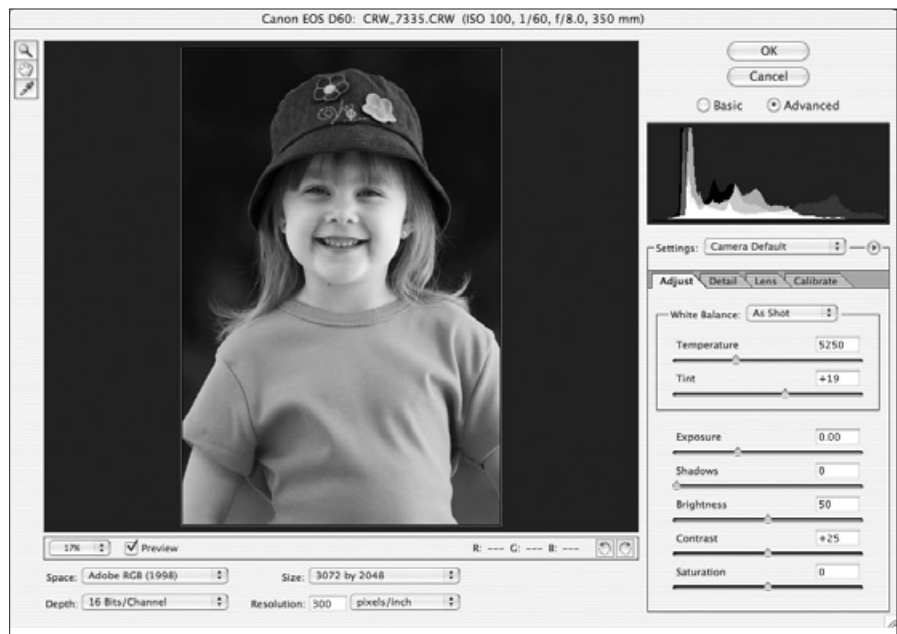 Canon EOS D60: CRW_7335.CRW (ISO 100, 1/60, f/8.0, 350 mm)
OK
Cancel
Basic Advanced
Settings: Camera Default
Adjust Detail Lens Calibrate
White Balance: As Shot
Temperature 5250
Tint +19
Exposure 0.00
Shadows 0
Brightness 50
Contrast +25
Saturation 0
17% Preview R: --- G: --- B: ---
Space: Adobe RGB (1998) Size: 3072 by 2048
Depth: 16 Bits/Channel Resolution: 300 pixels/inch